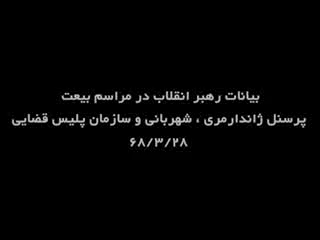 بیانات رهبر انقلاب در مراسم بیعت
پرسنل ژاندارمری ، شهربانی و سازمان پلیس قضایی
۶۸/۳/۲۸